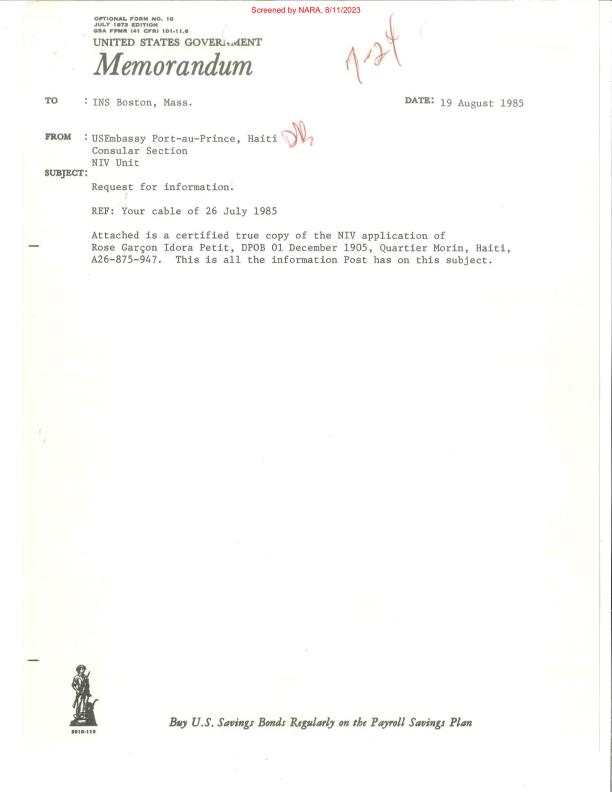 Screened by NARA, 8/11/2023
OPTIONAL FORM NO. 10
JULY 1973 EDITION
GSA FPMR (41 CFR) 101-11.6
UNITED STATES GOVERNMENT
Memorandum
7-24
TO : INS Boston, Mass.
DATE: 19 August 1985
FROM : USEmbassy Port-au-Prince, Haiti
Consular Section
NIV Unit
SUBJECT:
Request for information.
REF: Your cable of 26 July 1985
Attached is a certified true copy of the NIV application of
Rose Garçon Idora Petit, DPOB 01 December 1905, Quartier Morin, Haiti,
A26-875-947. This is all the information Post has on this subject.
5010-110
Buy U.S. Savings Bonds Regularly on the Payroll Savings Plan